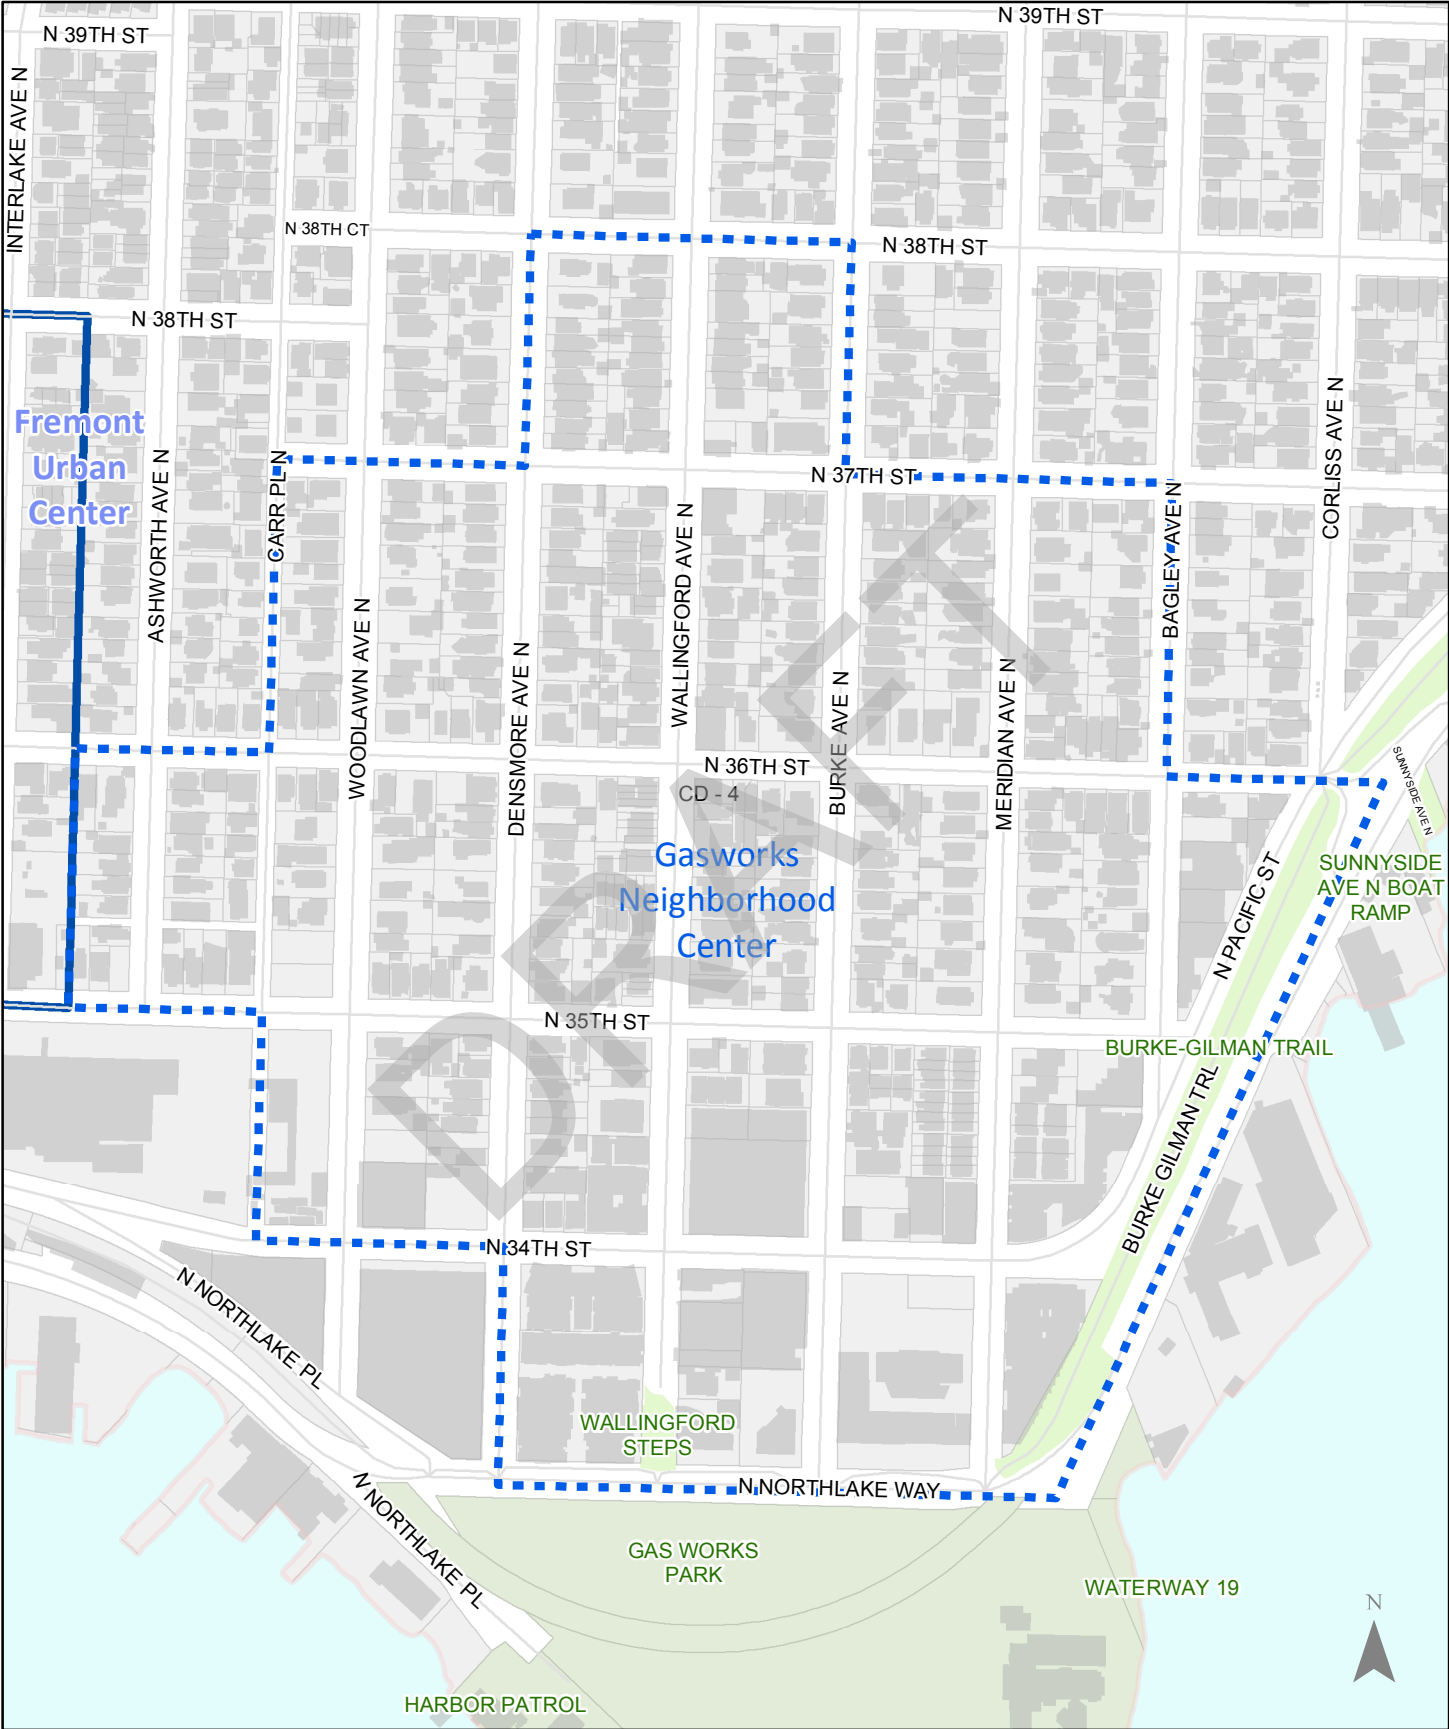 N 39TH ST
N 39TH ST
INTERLAKE AVE N
N 38TH CT
N 38TH ST
N 38TH ST
Fremont
Urban
Center
ASHWORTH AVE N
CARR PL N
N 37TH ST
CORLISS AVE N
WOODLAWN AVE N
DENSMORE AVE N
WALLINGFORD AVE N
BURKE AVE N
MERIDIAN AVE N
BAGLEY AVE N
N 36TH ST
CD - 4
SUNNYSIDE AVE N
Gasworks
Neighborhood
Center
DRAFT
SUNNYSIDE
AVE N BOAT
RAMP
N PACIFIC ST
N 35TH ST
BURKE-GILMAN TRAIL
BURKE GILMAN TRL
N 34TH ST
N NORTHLAKE PL
WALLINGFORD
STEPS
N NORTHLAKE WAY
N NORTHLAKE PL
GAS WORKS
PARK
WATERWAY 19
N
HARBOR PATROL